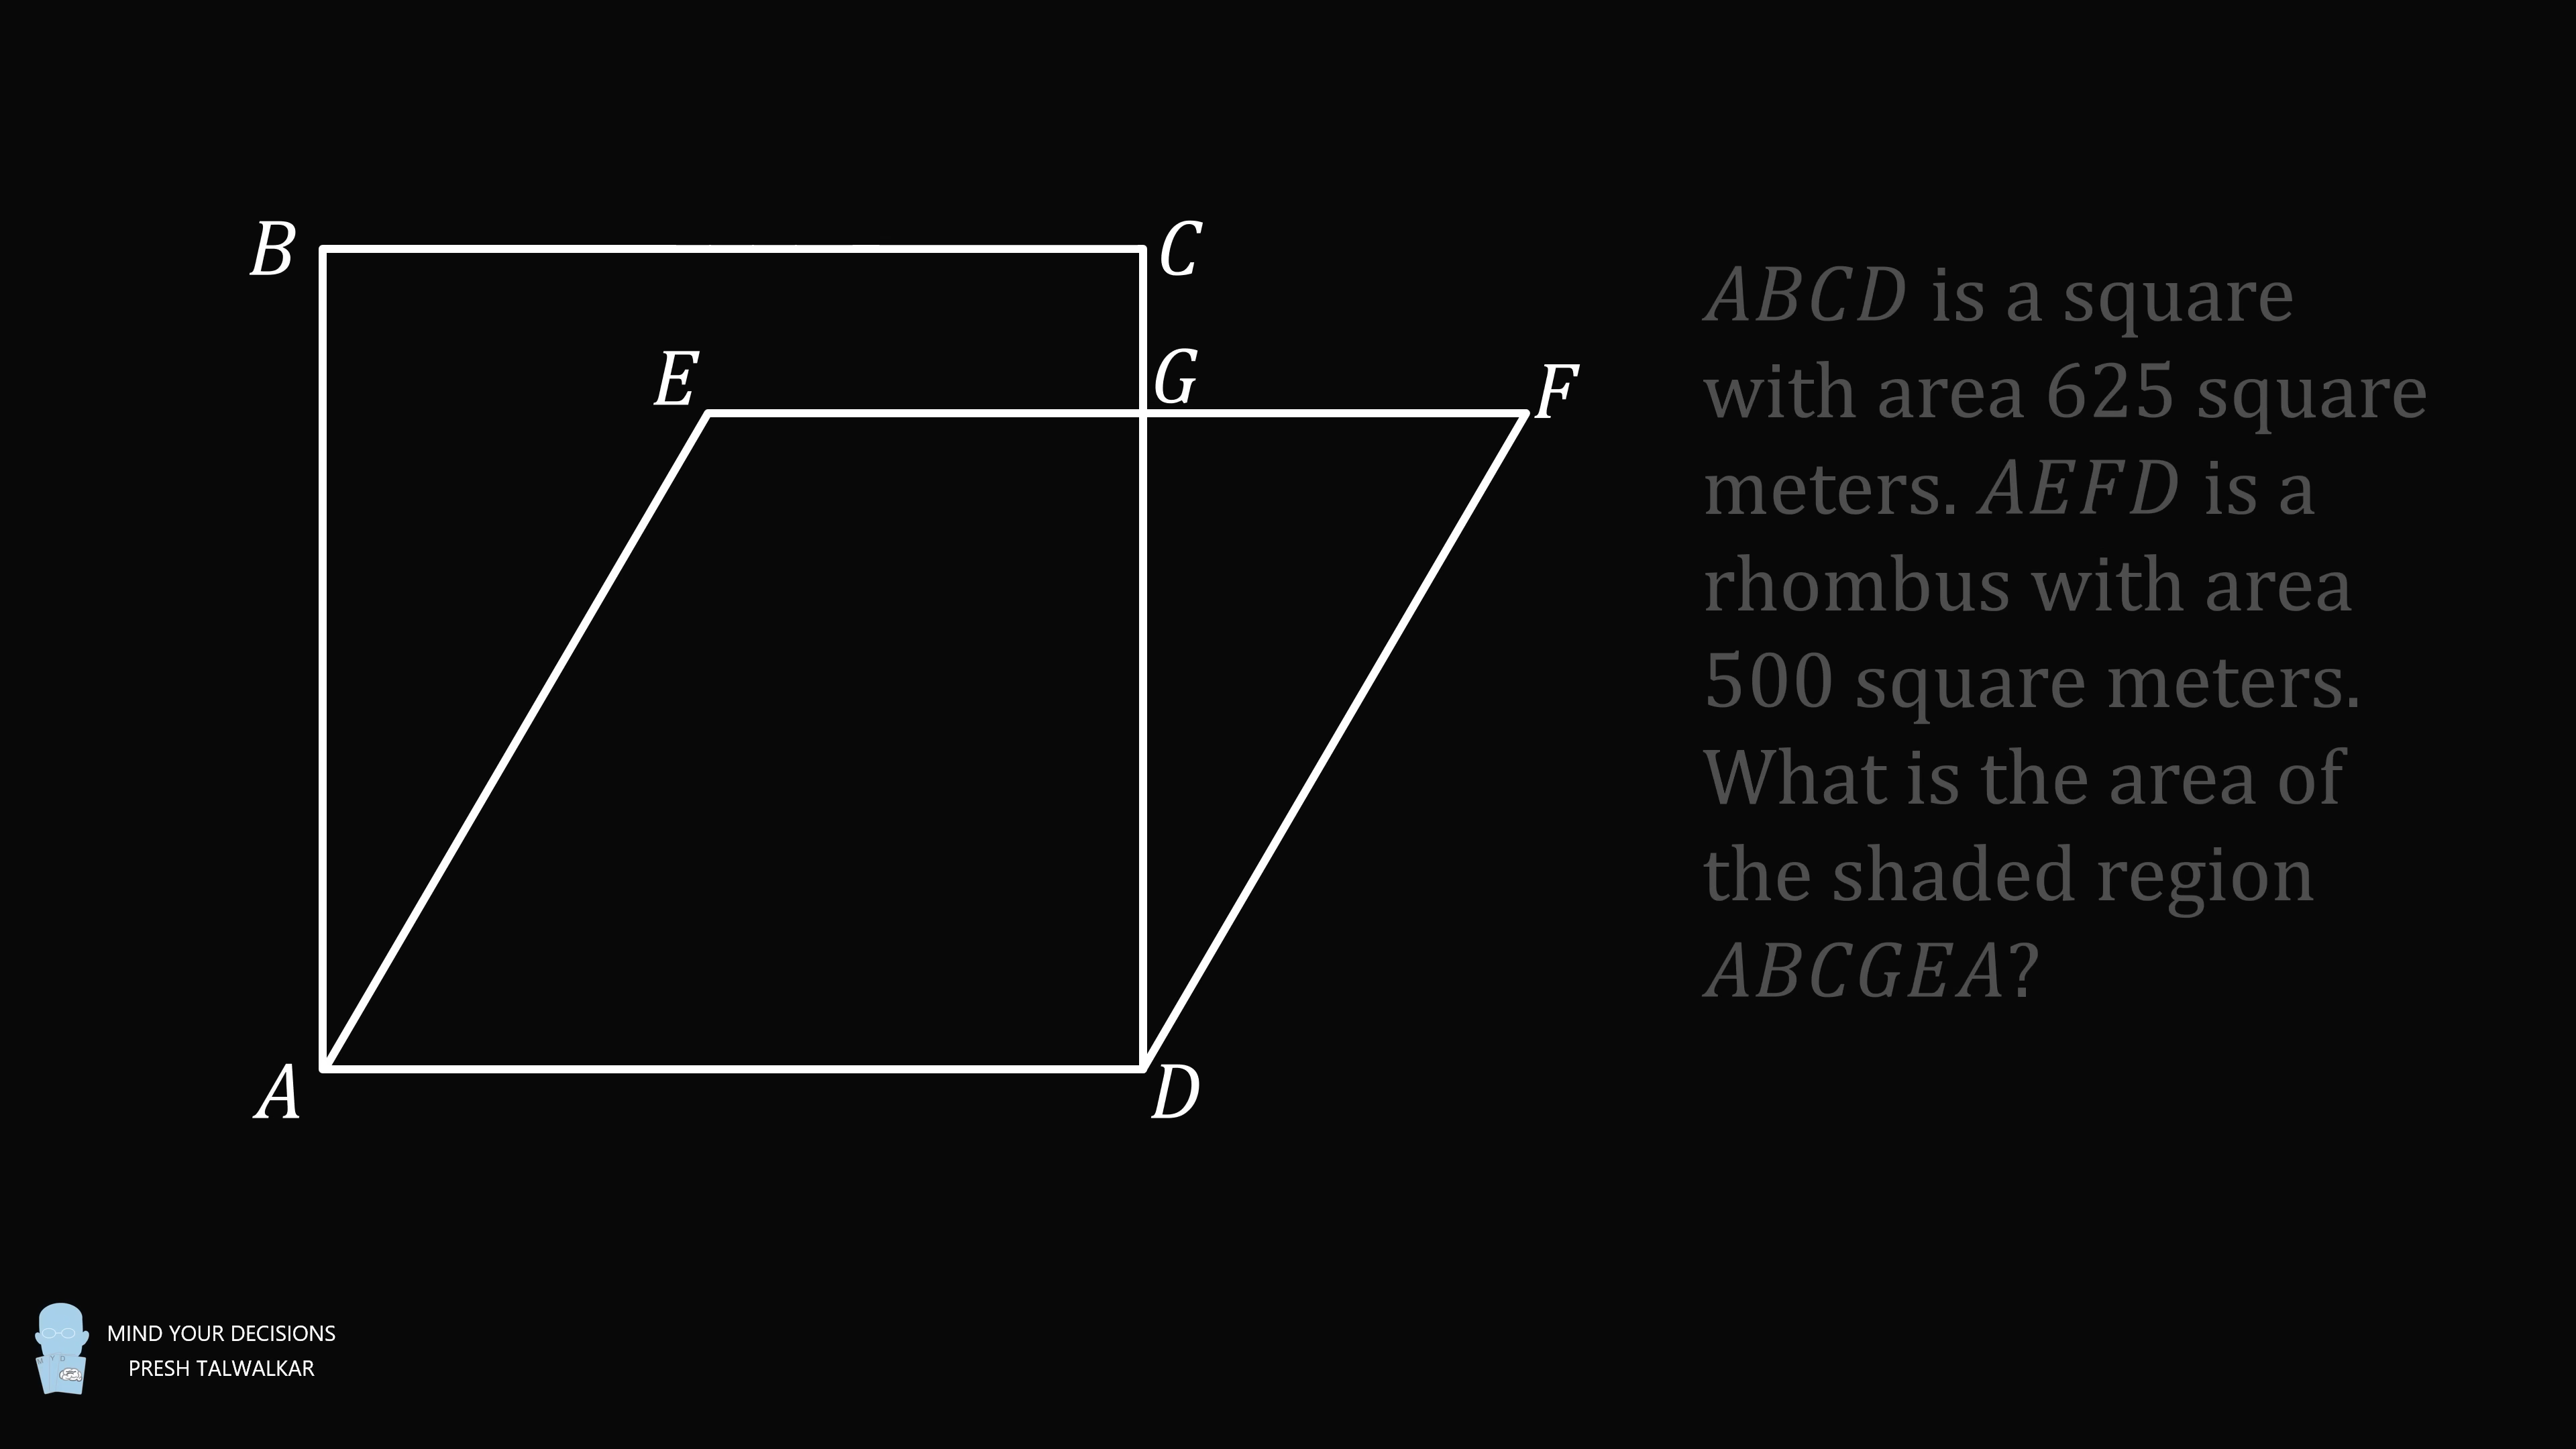 B
C
E
G
F
A
D
ABCD is a square
with area 625 square
meters. AEFD is a
rhombus with area
500 square meters.
What is the area of
the shaded region
ABCGEA?
MIND YOUR DECISIONS
PRESH TALWALKAR